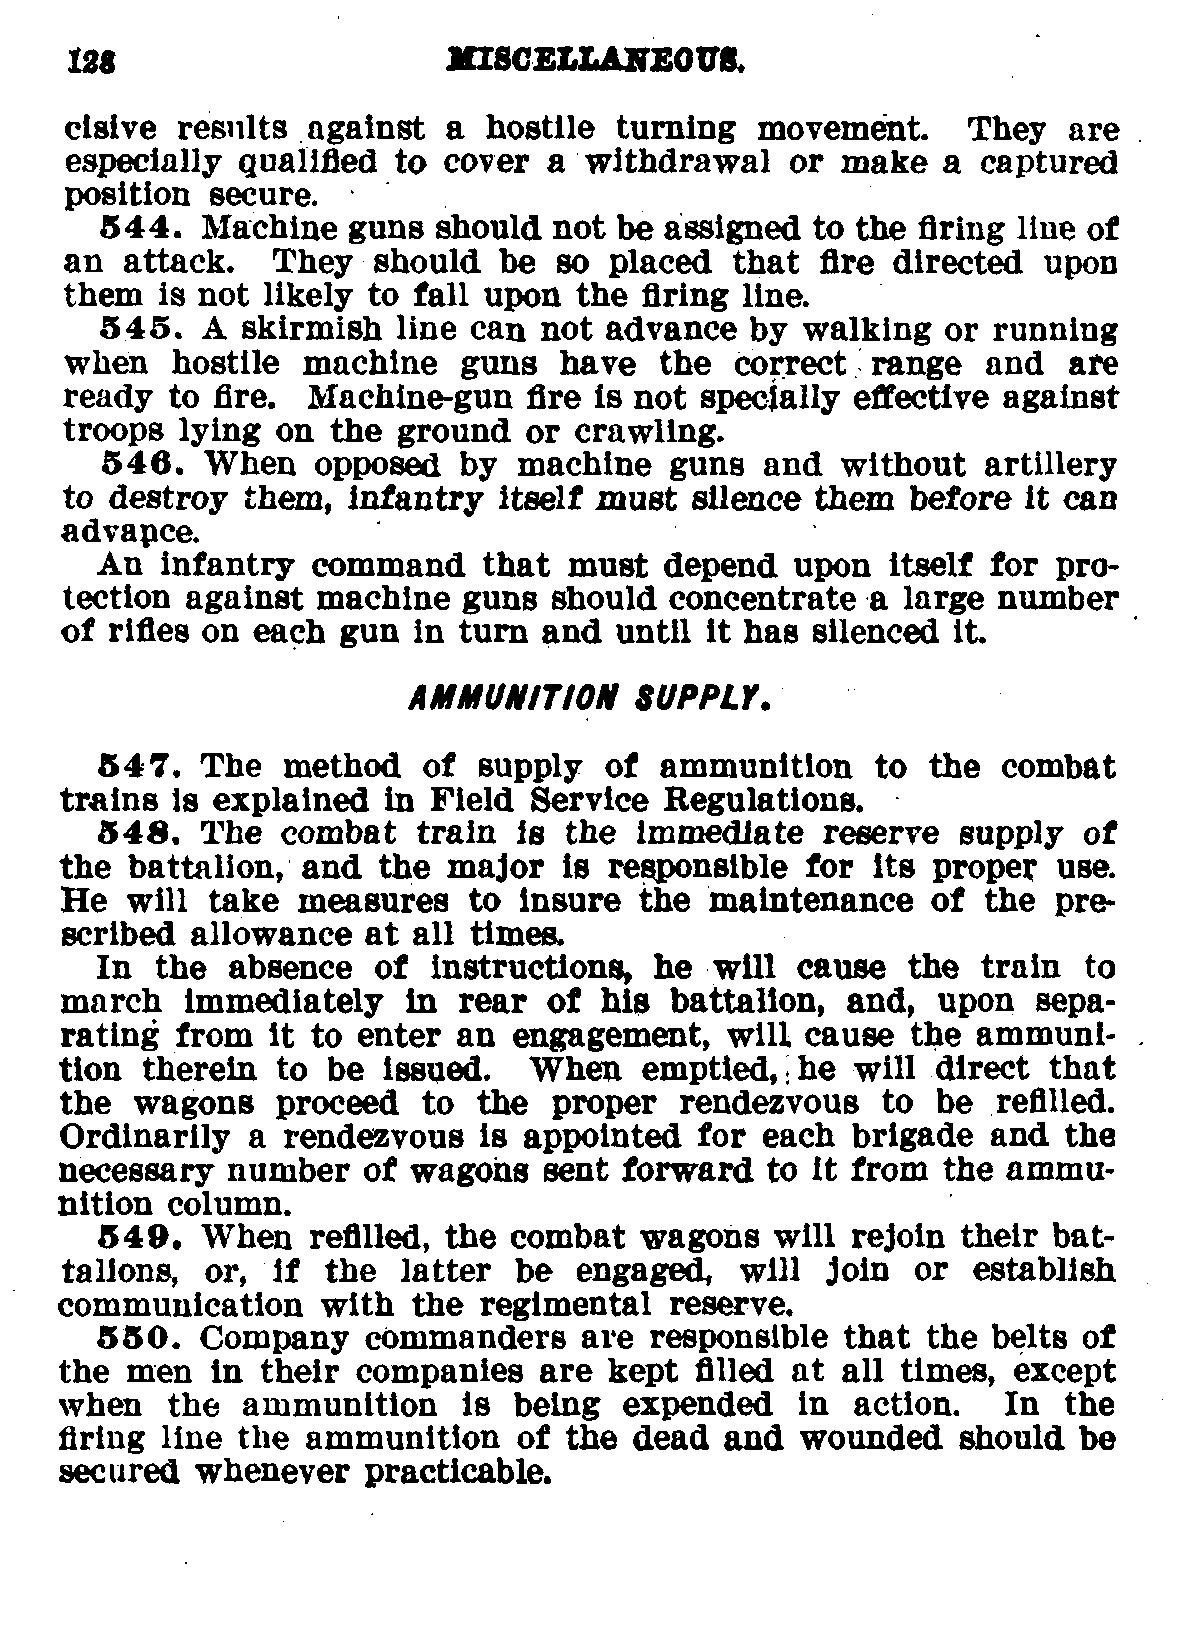 128 MISCELLANEOUS.
cisive results against a hostile turning movement. They are
especially qualified to cover a withdrawal or make a captured
position secure.
544. Machine guns should not be assigned to the firing line of
an attack. They should be so placed that fire directed upon
them is not likely to fall upon the firing line.
545. A skirmish line can not advance by walking or running
when hostile machine guns have the correct range and are
ready to fire. Machine-gun fire is not specially effective against
troops lying on the ground or crawling.
546. When opposed by machine guns and without artillery
to destroy them, infantry itself must silence them before it can
advance.
An infantry command that must depend upon itself for pro-
tection against machine guns should concentrate a large number
of rifles on each gun in turn and until it has silenced it.
AMMUNITION SUPPLY.
547. The method of supply of ammunition to the combat
trains is explained in Field Service Regulations.
548. The combat train is the immediate reserve supply of
the battalion, and the major is responsible for its proper use.
He will take measures to insure the maintenance of the pre-
scribed allowance at all times.
In the absence of instructions, he will cause the train to
march immediately in rear of his battalion, and, upon sepa-
rating from it to enter an engagement, will cause the ammuni-
tion therein to be issued. When emptied, he will direct that
the wagons proceed to the proper rendezvous to be refilled.
Ordinarily a rendezvous is appointed for each brigade and the
necessary number of wagons sent forward to it from the ammu-
nition column.
549. When refilled, the combat wagons will rejoin their bat-
talions, or, if the latter be engaged, will join or establish
communication with the regimental reserve.
550. Company commanders are responsible that the belts of
the men in their companies are kept filled at all times, except
when the ammunition is being expended in action. In the
firing line the ammunition of the dead and wounded should be
secured whenever practicable.